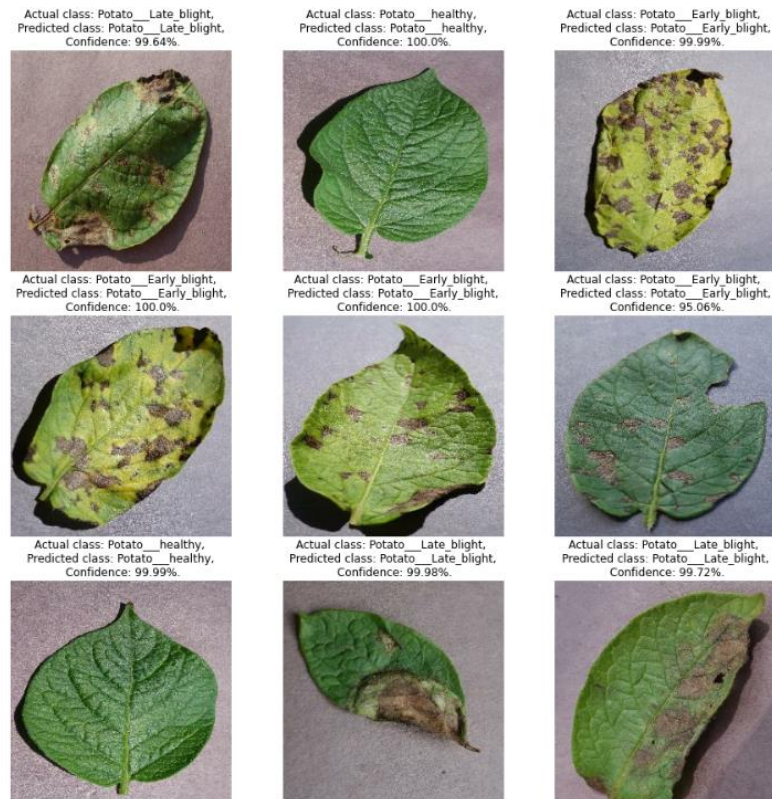 Actual class: Potato___Late_blight,
Predicted class: Potato___Late_blight,
Confidence: 99.64%.
Actual class: Potato___healthy,
Predicted class: Potato___healthy,
Confidence: 100.0%.
Actual class: Potato___Early_blight,
Predicted class: Potato___Early_blight,
Confidence: 99.99%.
Actual class: Potato___Early_blight,
Predicted class: Potato___Early_blight,
Confidence: 100.0%.
Actual class: Potato___Early_blight,
Predicted class: Potato___Early_blight,
Confidence: 100.0%.
Actual class: Potato___Early_blight,
Predicted class: Potato___Early_blight,
Confidence: 95.06%.
Actual class: Potato___healthy,
Predicted class: Potato___healthy,
Confidence: 99.99%.
Actual class: Potato___Late_blight,
Predicted class: Potato___Late_blight,
Confidence: 99.98%.
Actual class: Potato___Late_blight,
Predicted class: Potato___Late_blight,
Confidence: 99.72%.